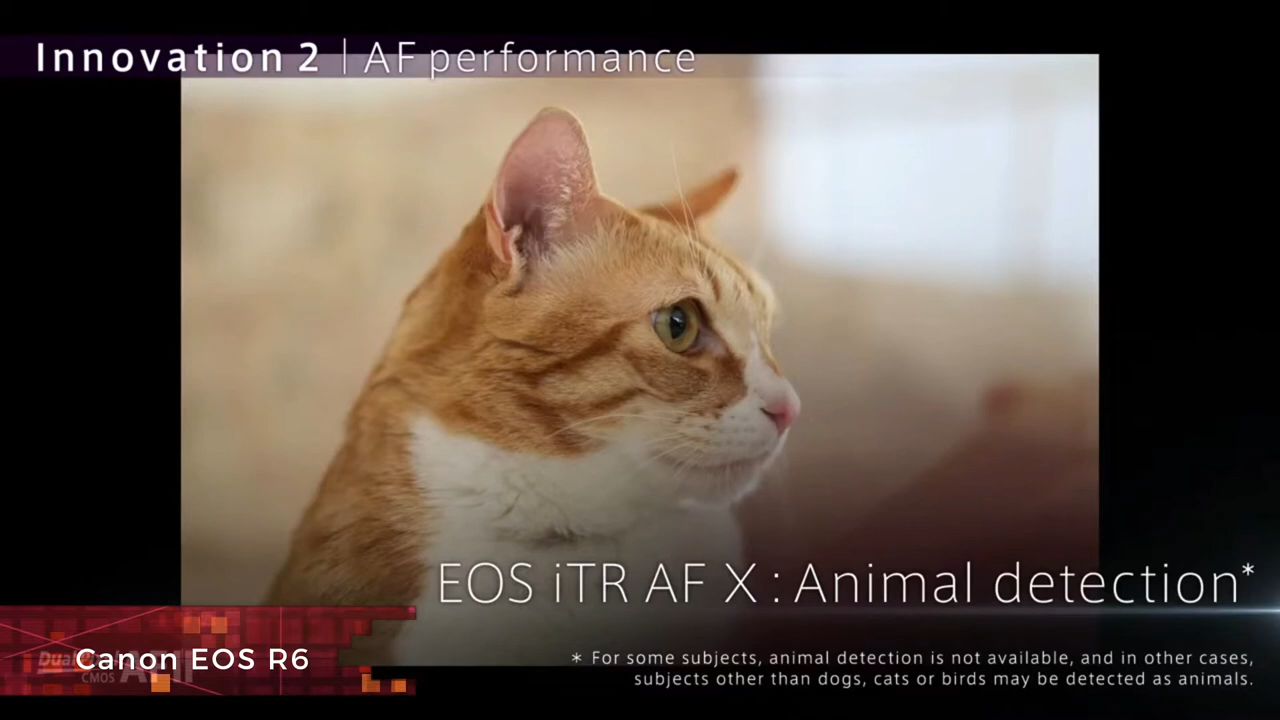 Innovation 2 | AF performance
EOS iTR AF X : Animal detection*
Canon EOS R6
CMOS
* For some subjects, animal detection is not available, and in other cases,
subjects other than dogs, cats or birds may be detected as animals.